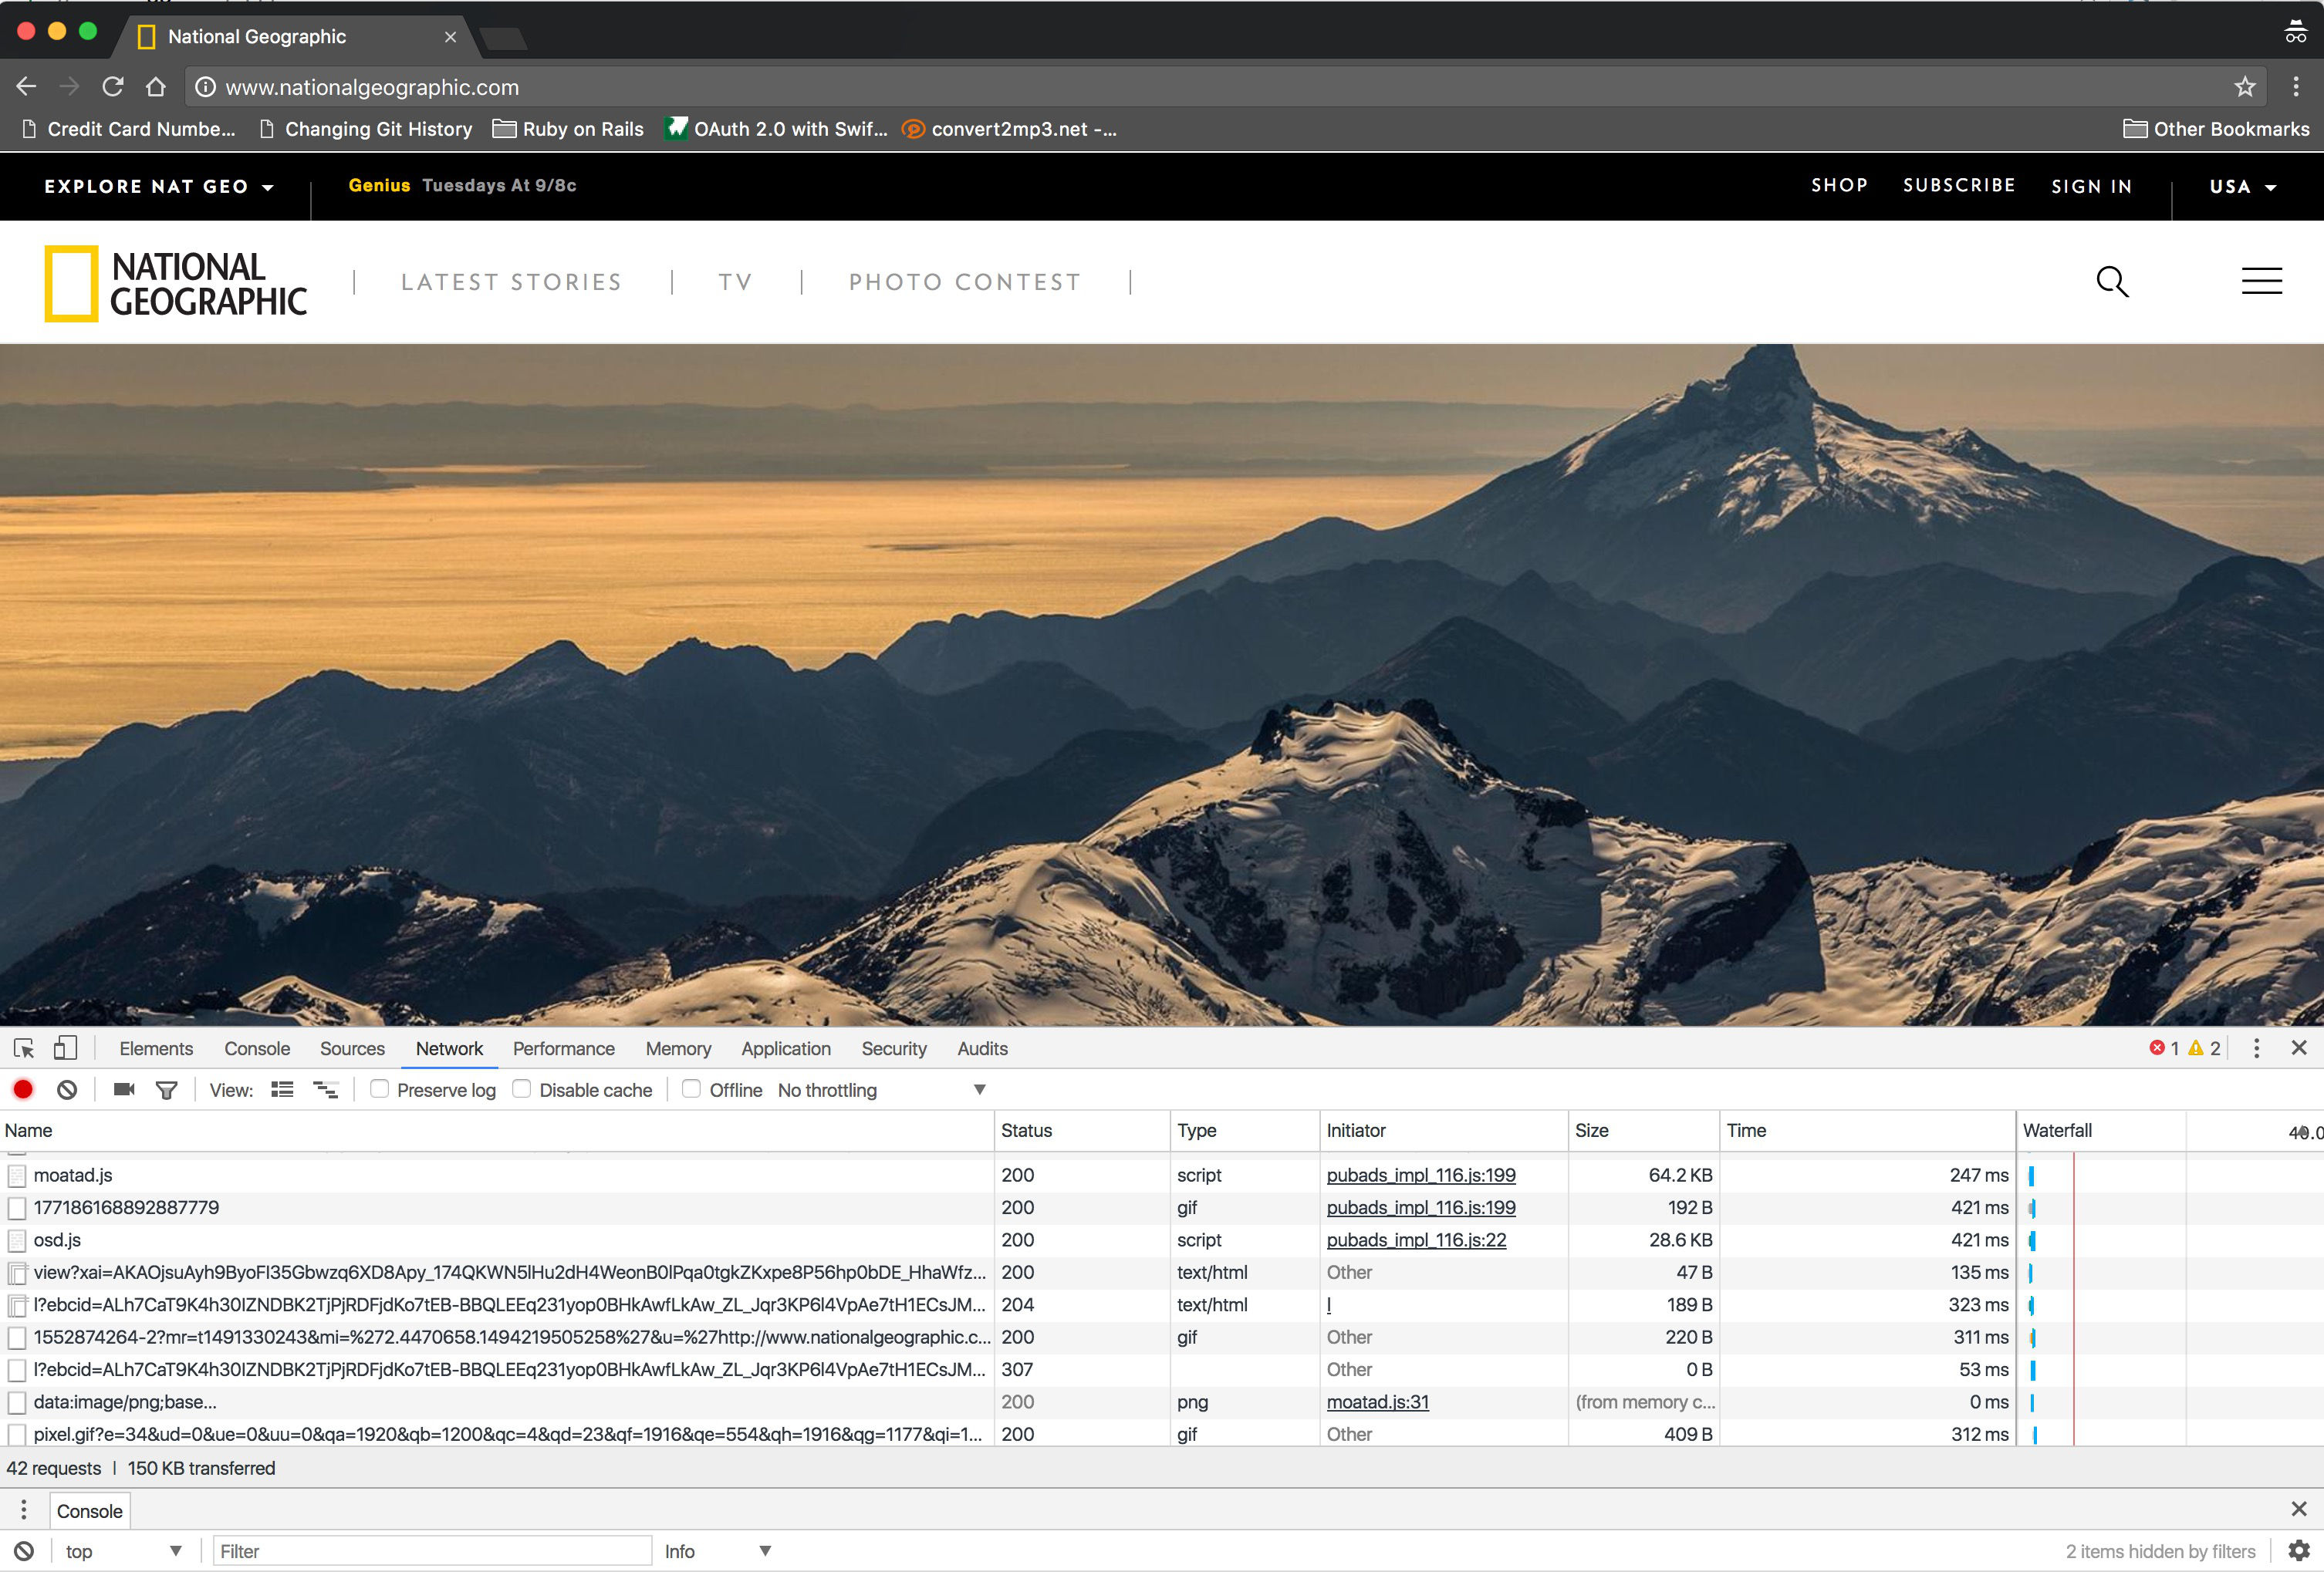 National Geographic
www.nationalgeographic.com
Credit Card Numbe... Changing Git History Ruby on Rails OAuth 2.0 with Swif... convert2mp3.net -... Other Bookmarks
EXPLORE NAT GEO Genius Tuesdays At 9/8c SHOP SUBSCRIBE SIGN IN USA
NATIONAL
GEOGRAPHIC
LATEST STORIES TV PHOTO CONTEST
Elements Console Sources Network Performance Memory Application Security Audits 1 2
View: Preserve log Disable cache Offline No throttling
Name Status Type Initiator Size Time Waterfall
moatad.js 200 script pubads_impl_116.js:199 64.2 KB 247 ms
177186168892887779 200 gif pubads_impl_116.js:199 192 B 421 ms
osd.js 200 script pubads_impl_116.js:22 28.6 KB 421 ms
200 text/html Other 47 B 135 ms
204 text/html l 189 B 323 ms
1552874264-2?mr=t1491330243&mi=%272.4470658.1494219505258%27&u=%27http://www.nationalgeographic.c... 200 gif Other 220 B 311 ms
307 Other 0 B 53 ms
data:image/png;base... 200 png moatad.js:31 (from memory c... 0 ms
pixel.gif?e=34&ud=0&ue=0&uu=0&qa=1920&qb=1200&qc=4&qd=23&qf=1916&qe=554&qh=1916&qg=1177&qi=1... 200 gif Other 409 B 312 ms
42 requests | 150 KB transferred
Console
top Filter Info 2 items hidden by filters